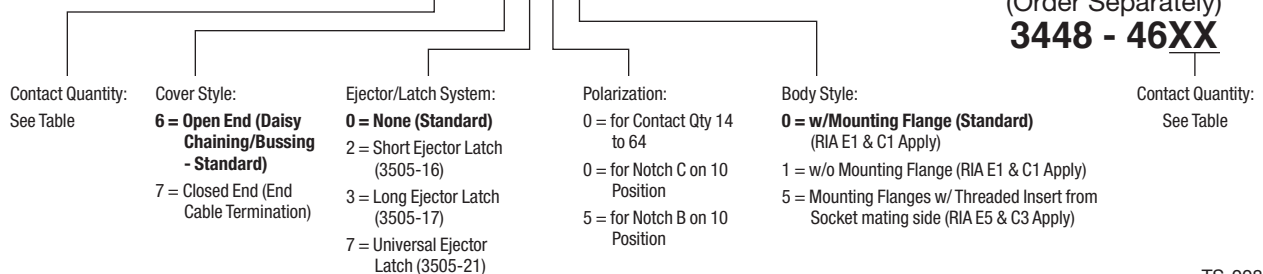 (Order Separately)
3448 - 46XX
Contact Quantity:
See Table
Cover Style:
6 = Open End (Daisy
Chaining/Bussing
- Standard)
7 = Closed End (End
Cable Termination)
Ejector/Latch System:
0 = None (Standard)
2 = Short Ejector Latch
(3505-16)
3 = Long Ejector Latch
(3505-17)
7 = Universal Ejector
Latch (3505-21)
Polarization:
0 = for Contact Qty 14
to 64
0 = for Notch C on 10
Position
5 = for Notch B on 10
Position
Body Style:
0 = w/Mounting Flange (Standard)
(RIA E1 & C1 Apply)
1 = w/o Mounting Flange (RIA E1 & C1 Apply)
5 = Mounting Flanges w/ Threaded Insert from
Socket mating side (RIA E5 & C3 Apply)
Contact Quantity:
See Table